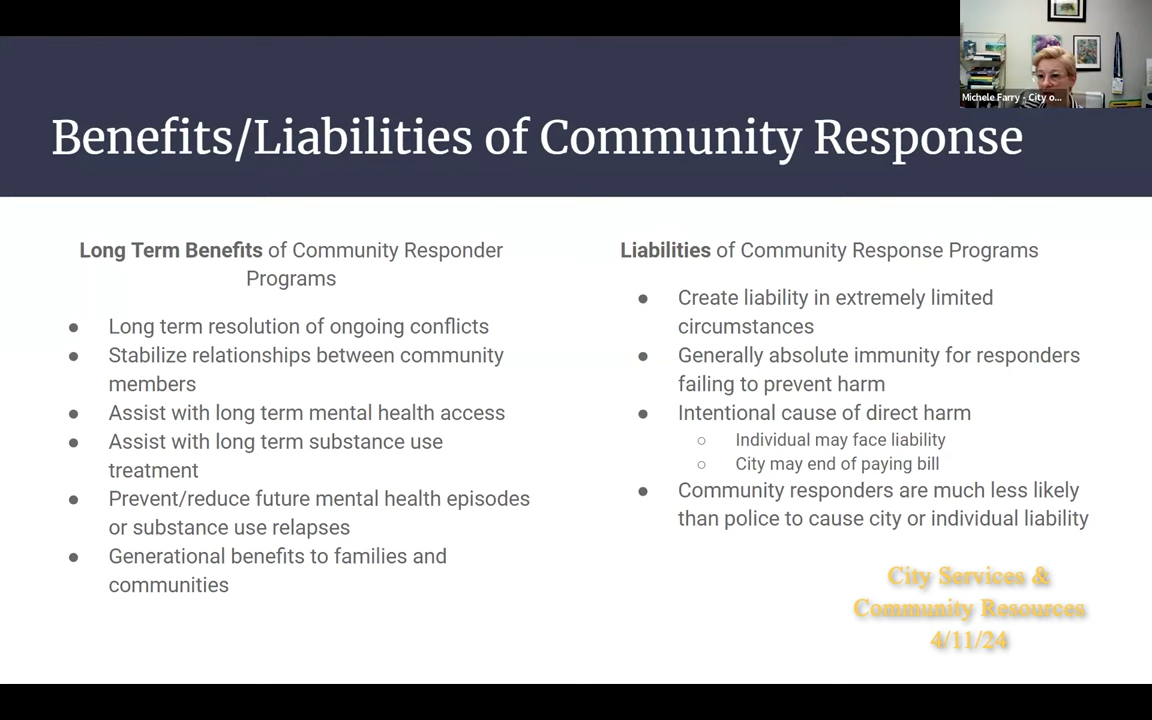 Michele Farry - City o...
Benefits/Liabilities of Community Response
Long Term Benefits of Community Responder
Programs
● Long term resolution of ongoing conflicts
● Stabilize relationships between community
members
● Assist with long term mental health access
● Assist with long term substance use
treatment
● Prevent/reduce future mental health episodes
or substance use relapses
● Generational benefits to families and
communities
Liabilities of Community Response Programs
● Create liability in extremely limited
circumstances
● Generally absolute immunity for responders
failing to prevent harm
● Intentional cause of direct harm
○ Individual may face liability
○ City may end of paying bill
● Community responders are much less likely
than police to cause city or individual liability
City Services &
Community Resources
4/11/24